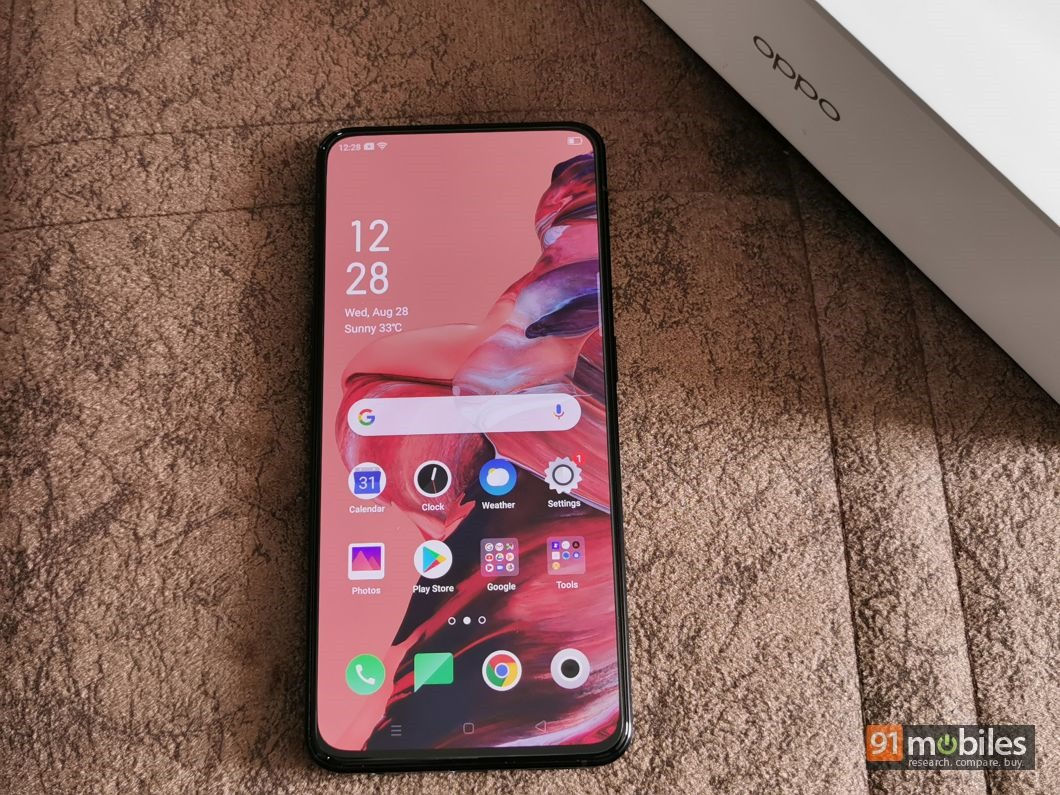 oppo
12:28
12
28
Wed, Aug 28
Sunny 33°C
G
31
1
Calendar
Clock
Weather
Settings
Photos
Play Store
Google
Tools
91mobiles
research. compare. buy.